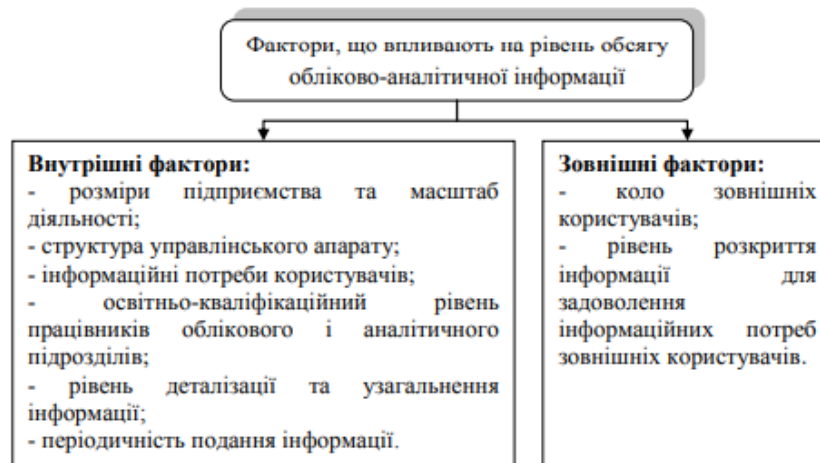 Фактори, що впливають на рівень обсягу
обліково-аналітичної інформації
Внутрішні фактори:
- розміри підприємства та масштаб
діяльності;
- структура управлінського апарату;
- інформаційні потреби користувачів;
- освітньо-кваліфікаційний рівень
працівників облікового і аналітичного
підрозділів;
- рівень деталізації та узагальнення
інформації;
- періодичність подання інформації.
Зовнішні фактори:
- коло зовнішніх
користувачів;
- рівень розкриття
інформації для
задоволення
інформаційних потреб
зовнішніх користувачів.